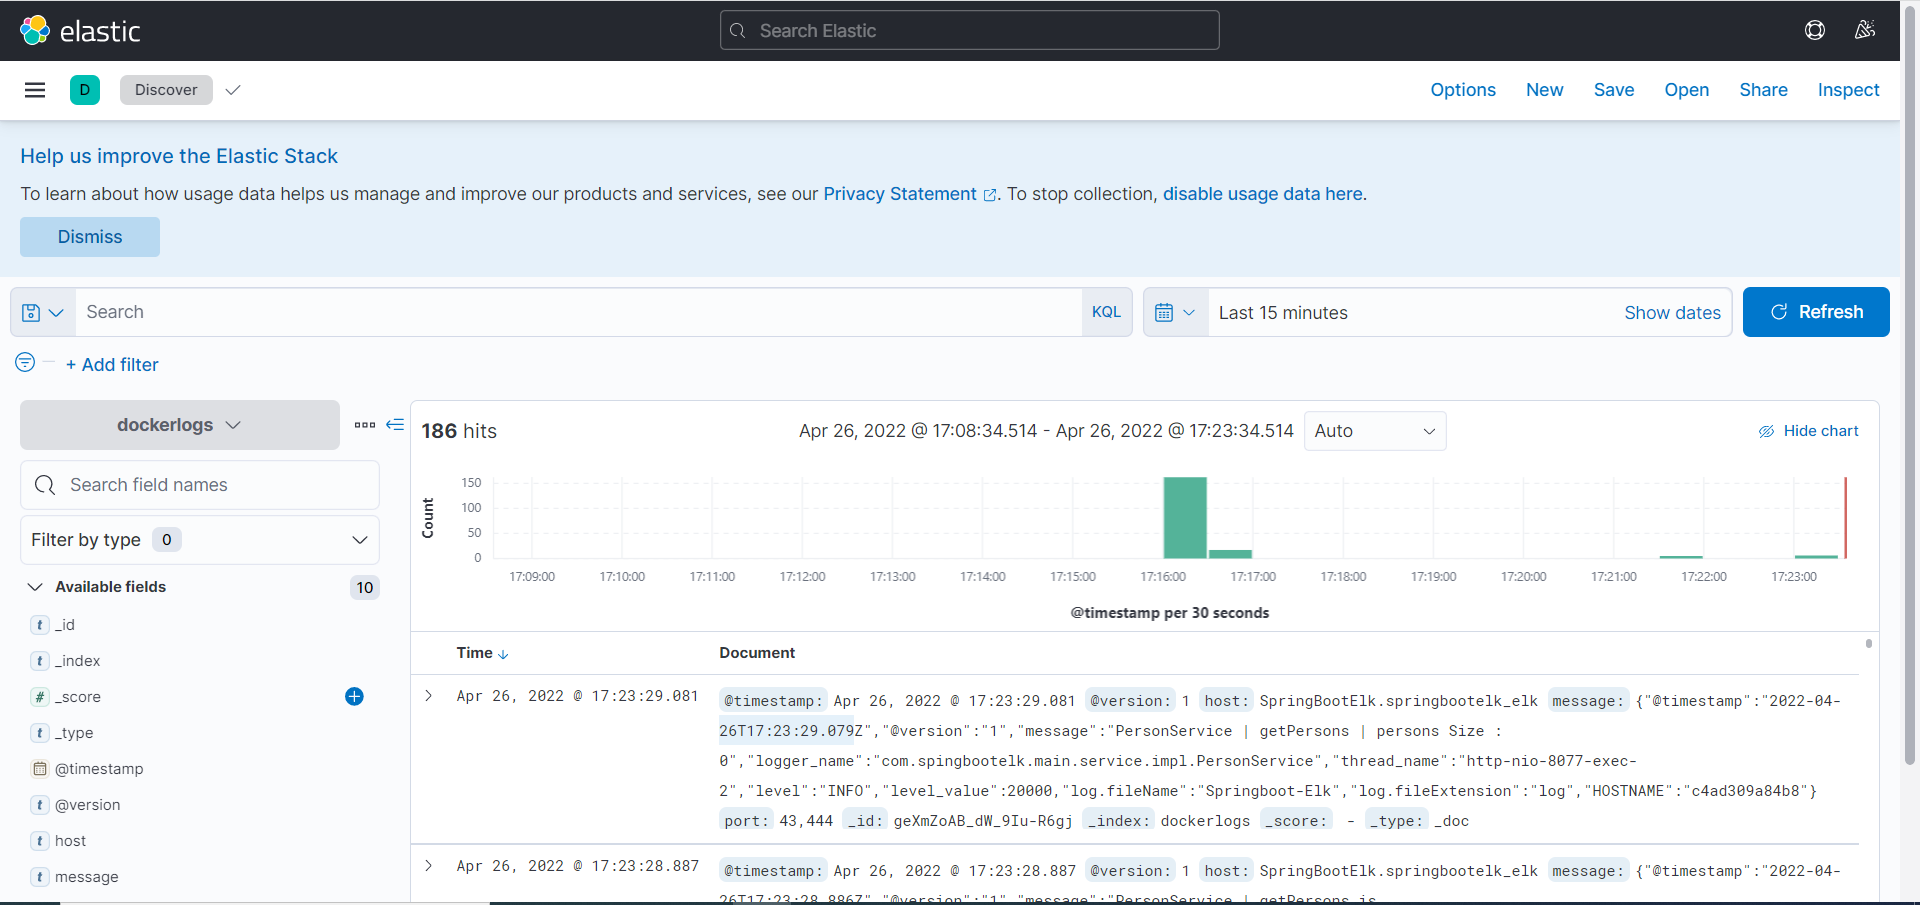 elastic
Search Elastic
D
Discover
Options New Save Open Share Inspect
Help us improve the Elastic Stack
To learn about how usage data helps us manage and improve our products and services, see our Privacy Statement. To stop collection, disable usage data here.
Dismiss
Search
KQL
Last 15 minutes
Show dates
Refresh
+ Add filter
dockerlogs
Search field names
Filter by type 0
Available fields 10
t _id
t _index
# _score
t _type
@timestamp
t @version
t host
t message
186 hits
Apr 26, 2022 @ 17:08:34.514 - Apr 26, 2022 @ 17:23:34.514
Auto
Hide chart
Count
150
100
50
0
17:09:00 17:10:00 17:11:00 17:12:00 17:13:00 17:14:00 17:15:00 17:16:00 17:17:00 17:18:00 17:19:00 17:20:00 17:21:00 17:22:00 17:23:00
@timestamp per 30 seconds
Time Document
Apr 26, 2022 @ 17:23:29.081
@timestamp: Apr 26, 2022 @ 17:23:29.081 @version: 1 host: SpringBootElk.springbootelk_elk message: {"@timestamp":"2022-04-
26T17:23:29.079Z","@version":"1","message":"PersonService | getPersons | persons Size :
0","logger_name":"com.spingbootelk.main.service.impl.PersonService","thread_name":"http-nio-8077-exec-
2","level":"INFO","level_value":20000,"log.fileName":"Springboot-Elk","log.fileExtension":"log","HOSTNAME":"c4ad309a84b8"}
port: 43,444 _id: geXmZoAB_dW_9Iu-R6gj _index: dockerlogs _score: - _type: _doc
Apr 26, 2022 @ 17:23:28.887
@timestamp: Apr 26, 2022 @ 17:23:28.887 @version: 1 host: SpringBootElk.springbootelk_elk message: {"@timestamp":"2022-04-
26T17:23:28.886Z","@version":"1","message":"PersonService | getPersons is